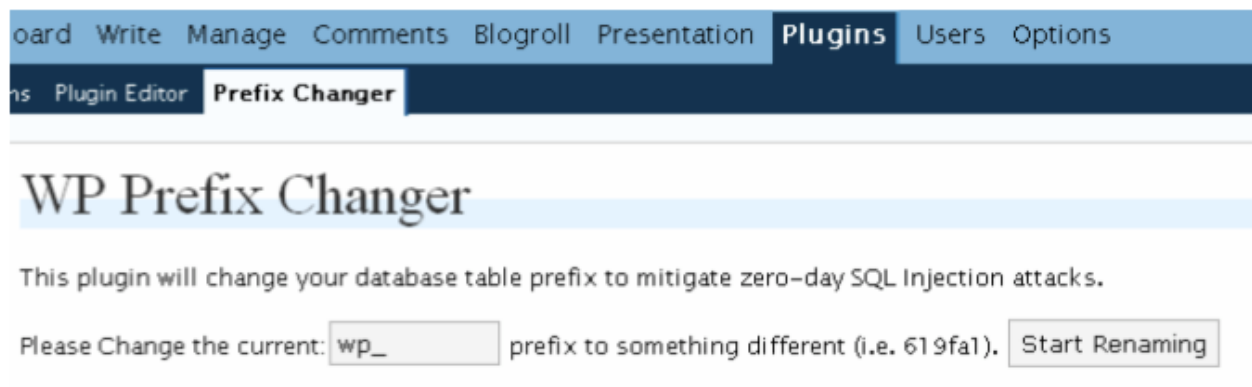 oard Write Manage Comments Blogroll Presentation Plugins Users Options
ns Plugin Editor Prefix Changer
WP Prefix Changer
This plugin will change your database table prefix to mitigate zero-day SQL Injection attacks.
Please Change the current: wp_ prefix to something different (i.e. 619fa1). Start Renaming